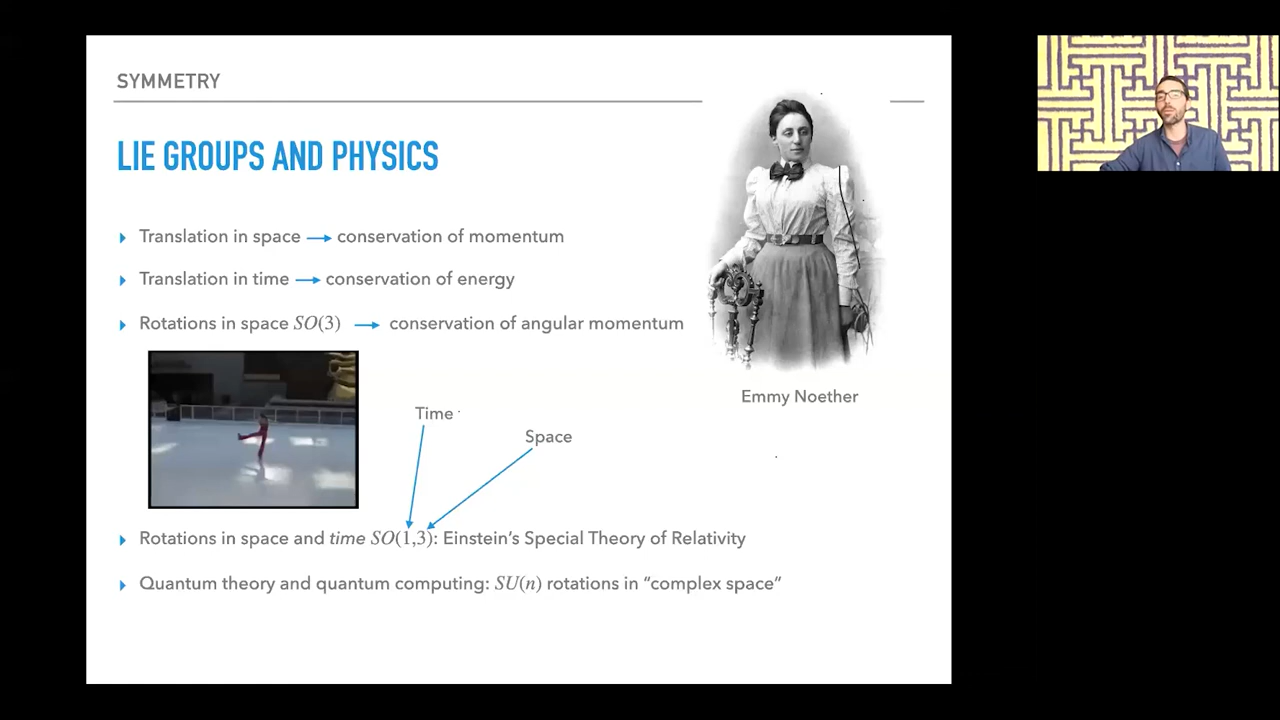 SYMMETRY
LIE GROUPS AND PHYSICS
Translation in space → conservation of momentum
Translation in time → conservation of energy
Rotations in space SO(3) → conservation of angular momentum
Emmy Noether
Time
Space
Rotations in space and time SO(1,3): Einstein’s Special Theory of Relativity
Quantum theory and quantum computing: SU(n) rotations in “complex space”